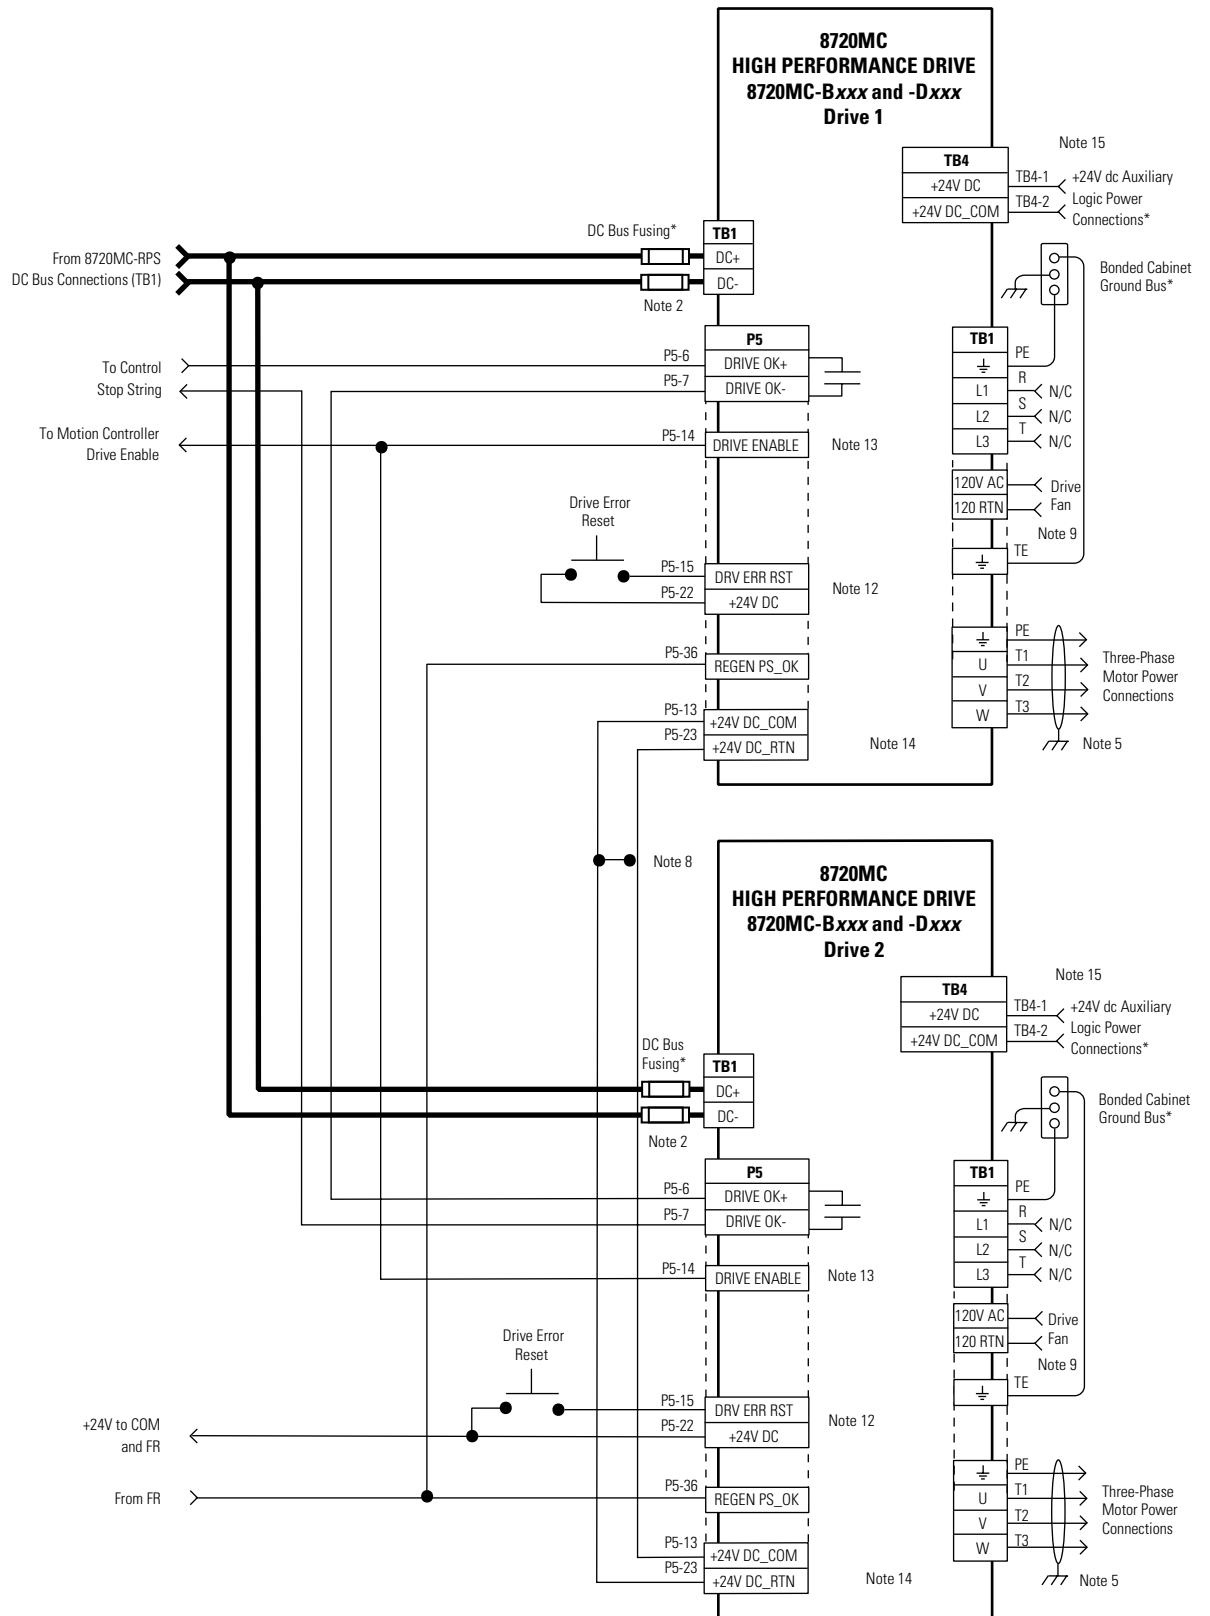 8720MC
HIGH PERFORMANCE DRIVE
8720MC-Bxxx and -Dxxx
Drive 1
Note 15
TB4
+24V DC
+24V DC_COM
TB4-1
TB4-2
+24V dc Auxiliary
Logic Power
Connections*
DC Bus Fusing*
TB1
DC+
DC-
From 8720MC-RPS
DC Bus Connections (TB1)
Note 2
Bonded Cabinet
Ground Bus*
P5
P5-6
DRIVE OK+
P5-7
DRIVE OK-
To Control
Stop String
TB1
PE
R
L1
N/C
S
L2
N/C
T
L3
N/C
To Motion Controller
Drive Enable
P5-14
DRIVE ENABLE
Note 13
120V AC
120 RTN
Drive
Fan
Note 9
Drive Error
Reset
TE
P5-15
DRV ERR RST
P5-22
+24V DC
Note 12
P5-36
REGEN PS_OK
PE
U
T1
V
T2
W
T3
Three-Phase
Motor Power
Connections
P5-13
+24V DC_COM
P5-23
+24V DC_RTN
Note 14
Note 5
Note 8
8720MC
HIGH PERFORMANCE DRIVE
8720MC-Bxxx and -Dxxx
Drive 2
Note 15
TB4
+24V DC
+24V DC_COM
TB4-1
TB4-2
+24V dc Auxiliary
Logic Power
Connections*
DC Bus
Fusing*
TB1
DC+
DC-
Note 2
Bonded Cabinet
Ground Bus*
P5
P5-6
DRIVE OK+
P5-7
DRIVE OK-
TB1
PE
R
L1
N/C
S
L2
N/C
T
L3
N/C
P5-14
DRIVE ENABLE
Note 13
120V AC
120 RTN
Drive
Fan
Note 9
Drive Error
Reset
TE
P5-15
DRV ERR RST
P5-22
+24V DC
Note 12
+24V to COM
and FR
From FR
P5-36
REGEN PS_OK
PE
U
T1
V
T2
W
T3
Three-Phase
Motor Power
Connections
P5-13
+24V DC_COM
P5-23
+24V DC_RTN
Note 14
Note 5